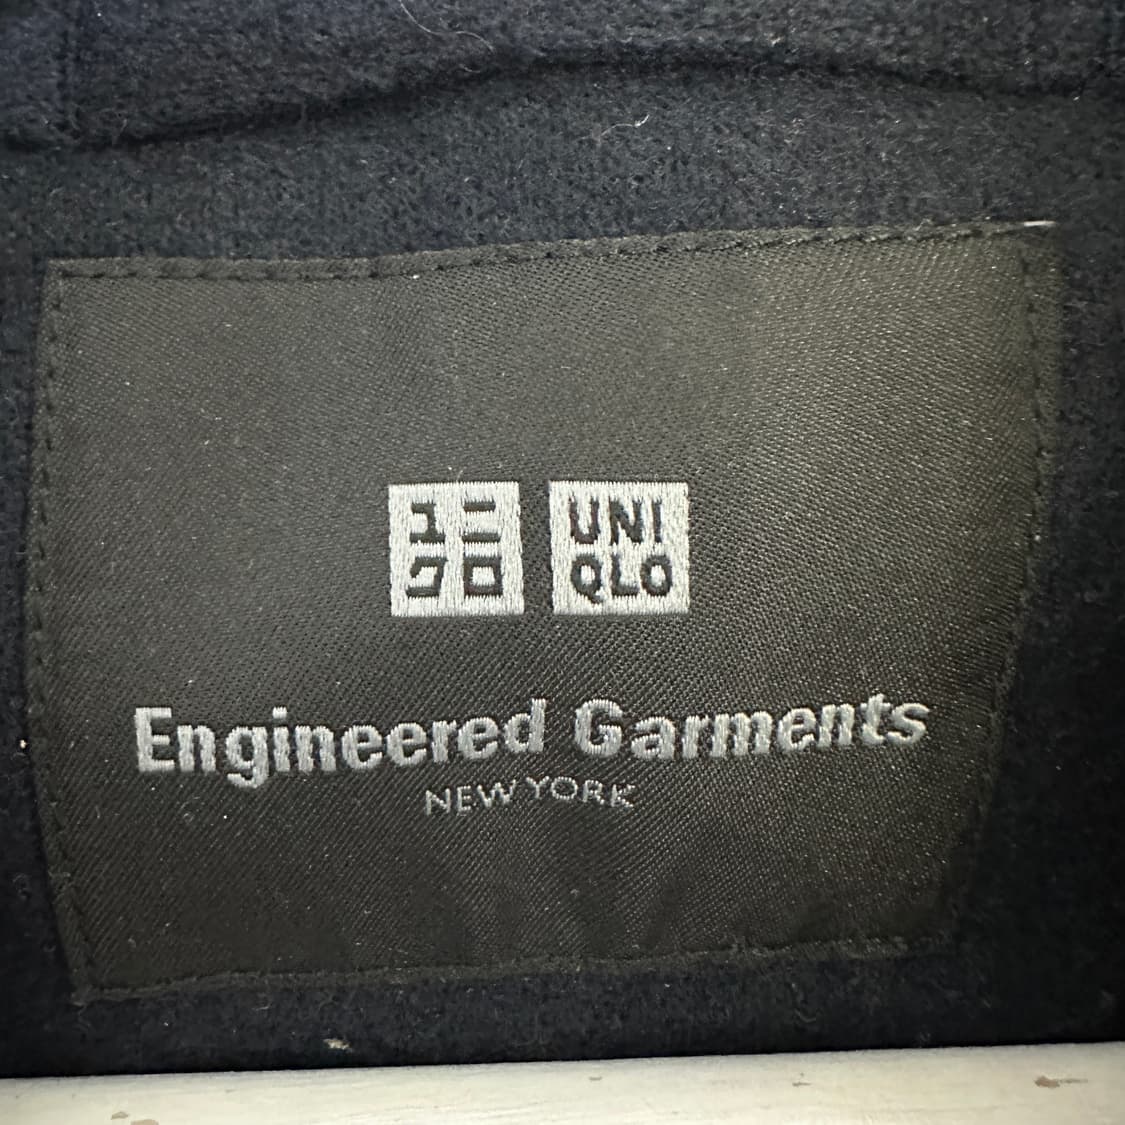 ユニ UNI
クロ QLO
Engineered Garments
NEW YORK